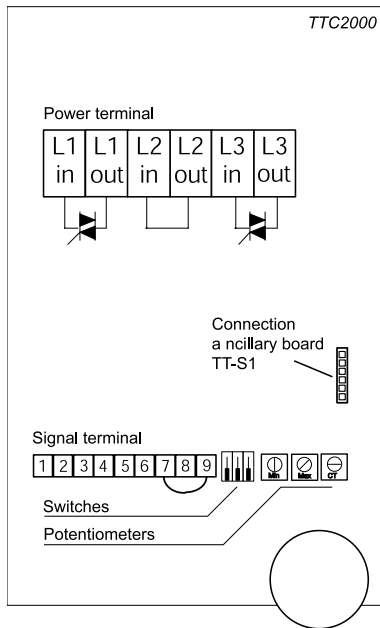 TTC2000
Power terminal
L1 L1 L2 L2 L3 L3
in out in out in out
Connection
a ncillary board
TT-S1
Signal terminal
1 2 3 4 5 6 7 8 9
Min Max CT
Switches
Potentiometers